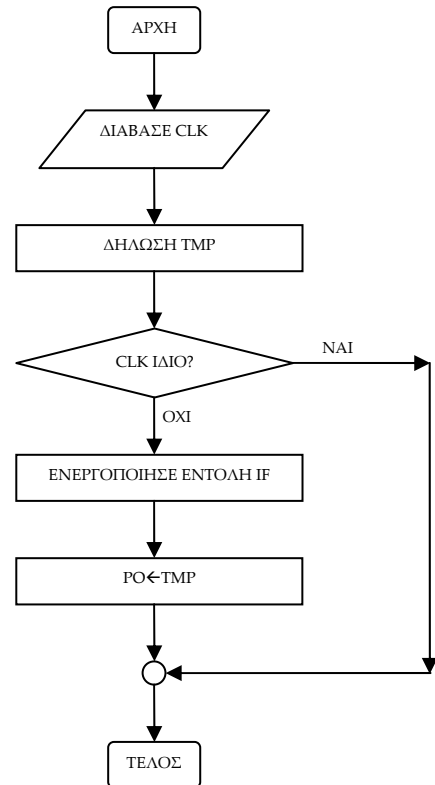 ΑΡΧΗ
ΔΙΑΒΑΣΕ CLK
ΔΗΛΩΣΗ TMP
CLK ΙΔΙΟ?
ΝΑΙ
ΟΧΙ
ΕΝΕΡΓΟΠΟΙΗΣΕ ΕΝΤΟΛΗ IF
PO←TMP
ΤΕΛΟΣ